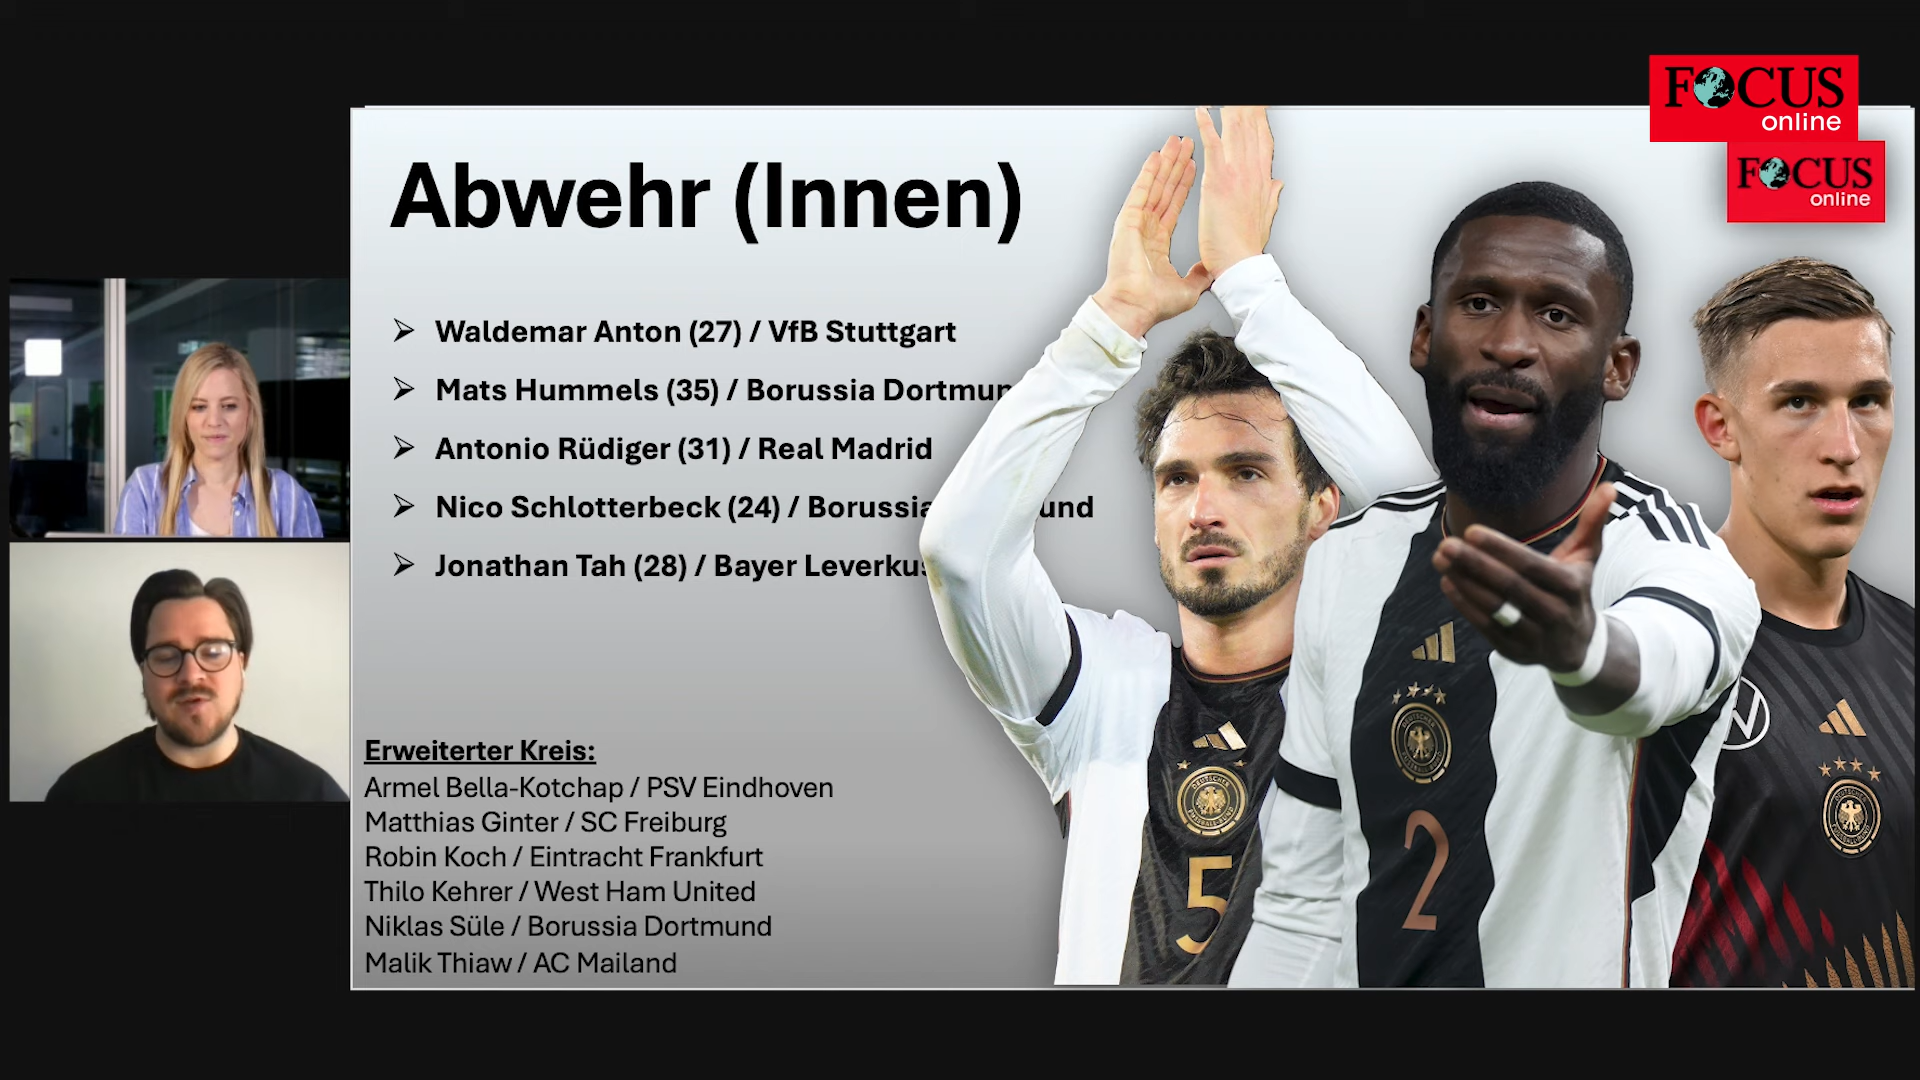 FOCUS
online
FOCUS
online
Abwehr (Innen)
Waldemar Anton (27) / VfB Stuttgart
Mats Hummels (35) / Borussia Dortmun
Antonio Rüdiger (31) / Real Madrid
Nico Schlotterbeck (24) / Borussia und
Jonathan Tah (28) / Bayer Leverkus
Erweiterter Kreis:
Armel Bella-Kotchap / PSV Eindhoven
Matthias Ginter / SC Freiburg
Robin Koch / Eintracht Frankfurt
Thilo Kehrer / West Ham United
Niklas Süle / Borussia Dortmund
Malik Thiaw / AC Mailand
5
2